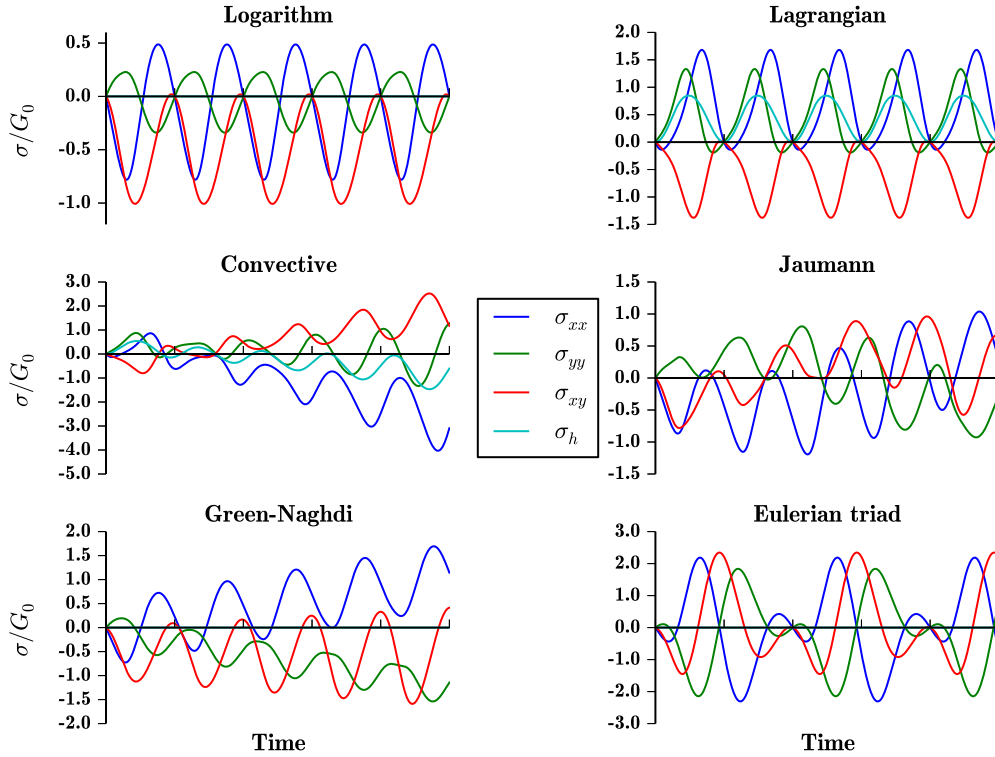 Logarithm
0.5
0.0
-0.5
-1.0
σ/G₀
Lagrangian
2.0
1.5
1.0
0.5
0.0
-0.5
-1.0
-1.5
Convective
3.0
2.0
1.0
0.0
-1.0
-2.0
-3.0
-4.0
-5.0
σ/G₀
σxx
σyy
σxy
σh
Jaumann
1.5
1.0
0.5
0.0
-0.5
-1.0
-1.5
Green-Naghdi
2.0
1.5
1.0
0.5
0.0
-0.5
-1.0
-1.5
-2.0
σ/G₀
Time
Eulerian triad
3.0
2.0
1.0
0.0
-1.0
-2.0
-3.0
Time